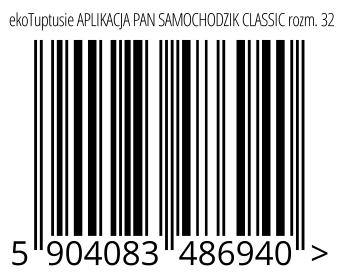 ekoTuptusie APLIKACJA PAN SAMOCHODZIK CLASSIC rozm. 32
5 904083 486940 >